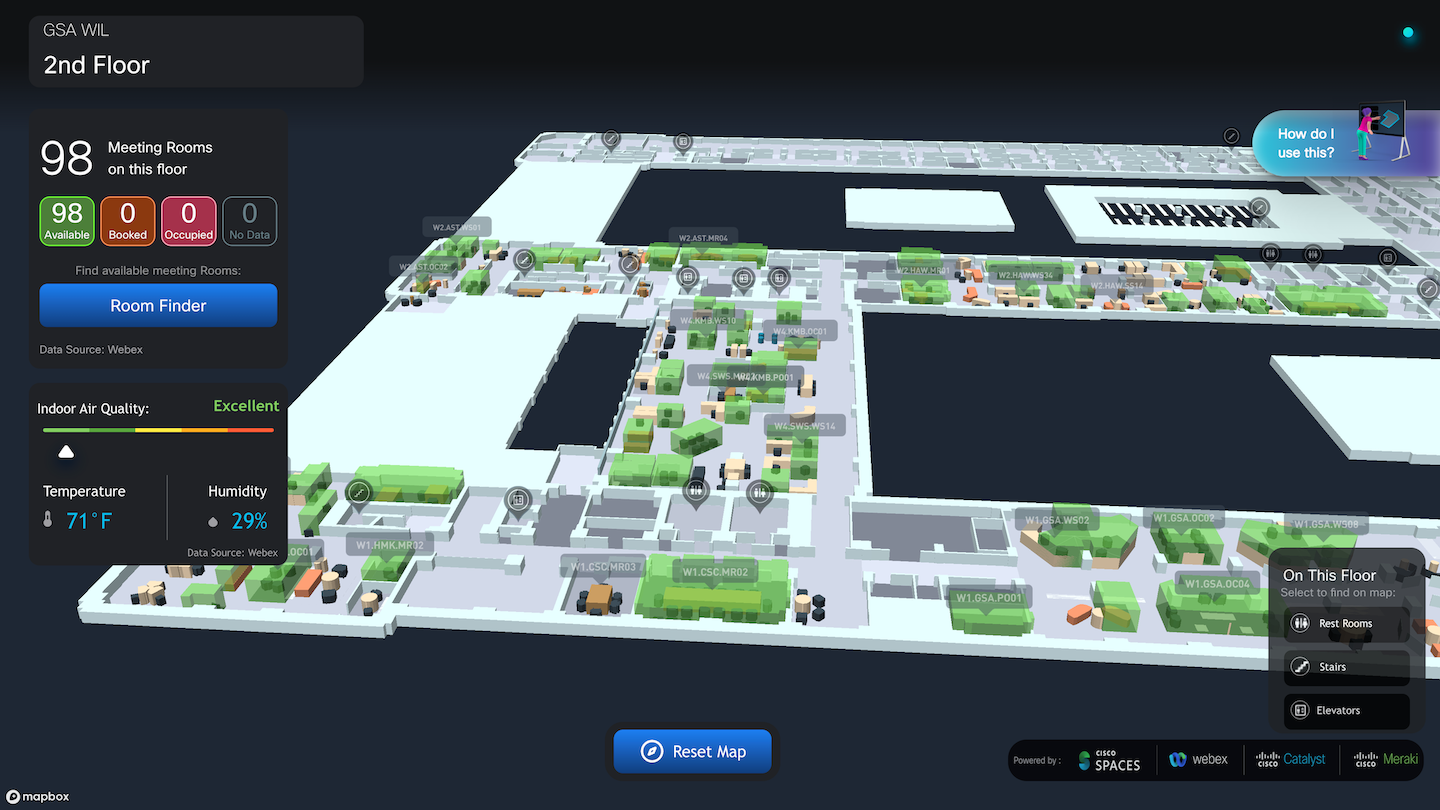 GSA WIL
2nd Floor
98
Meeting Rooms
on this floor
98
Available
0
Booked
0
Occupied
0
No Data
Find available meeting Rooms:
Room Finder
Data Source: Webex
Indoor Air Quality:
Excellent
Temperature
71°F
Humidity
29%
Data Source: Webex
How do I
use this?
W2.AST.WS01
W2.AST.MR04
W2.AST.OC02
W2.HAW.MR01
W2.HAW.WS34
W2.HAW.SS14
W4.KMB.WS10
W4.KMB.OC01
W4.SWS.MR02
W4.KMB.PO01
W4.SWS.WS14
W1.GSA.WS02
W1.GSA.OC02
W1.GSA.WS08
.OC01
W1.HMK.MR02
W1.CSC.MR03
W1.CSC.MR02
W1.GSA.PO01
W1.GSA.OC04
On This Floor
Select to find on map:
Rest Rooms
Stairs
Elevators
Reset Map
Powered by :
CISCO
SPACES
webex
CISCO
Catalyst
CISCO
Meraki
mapbox